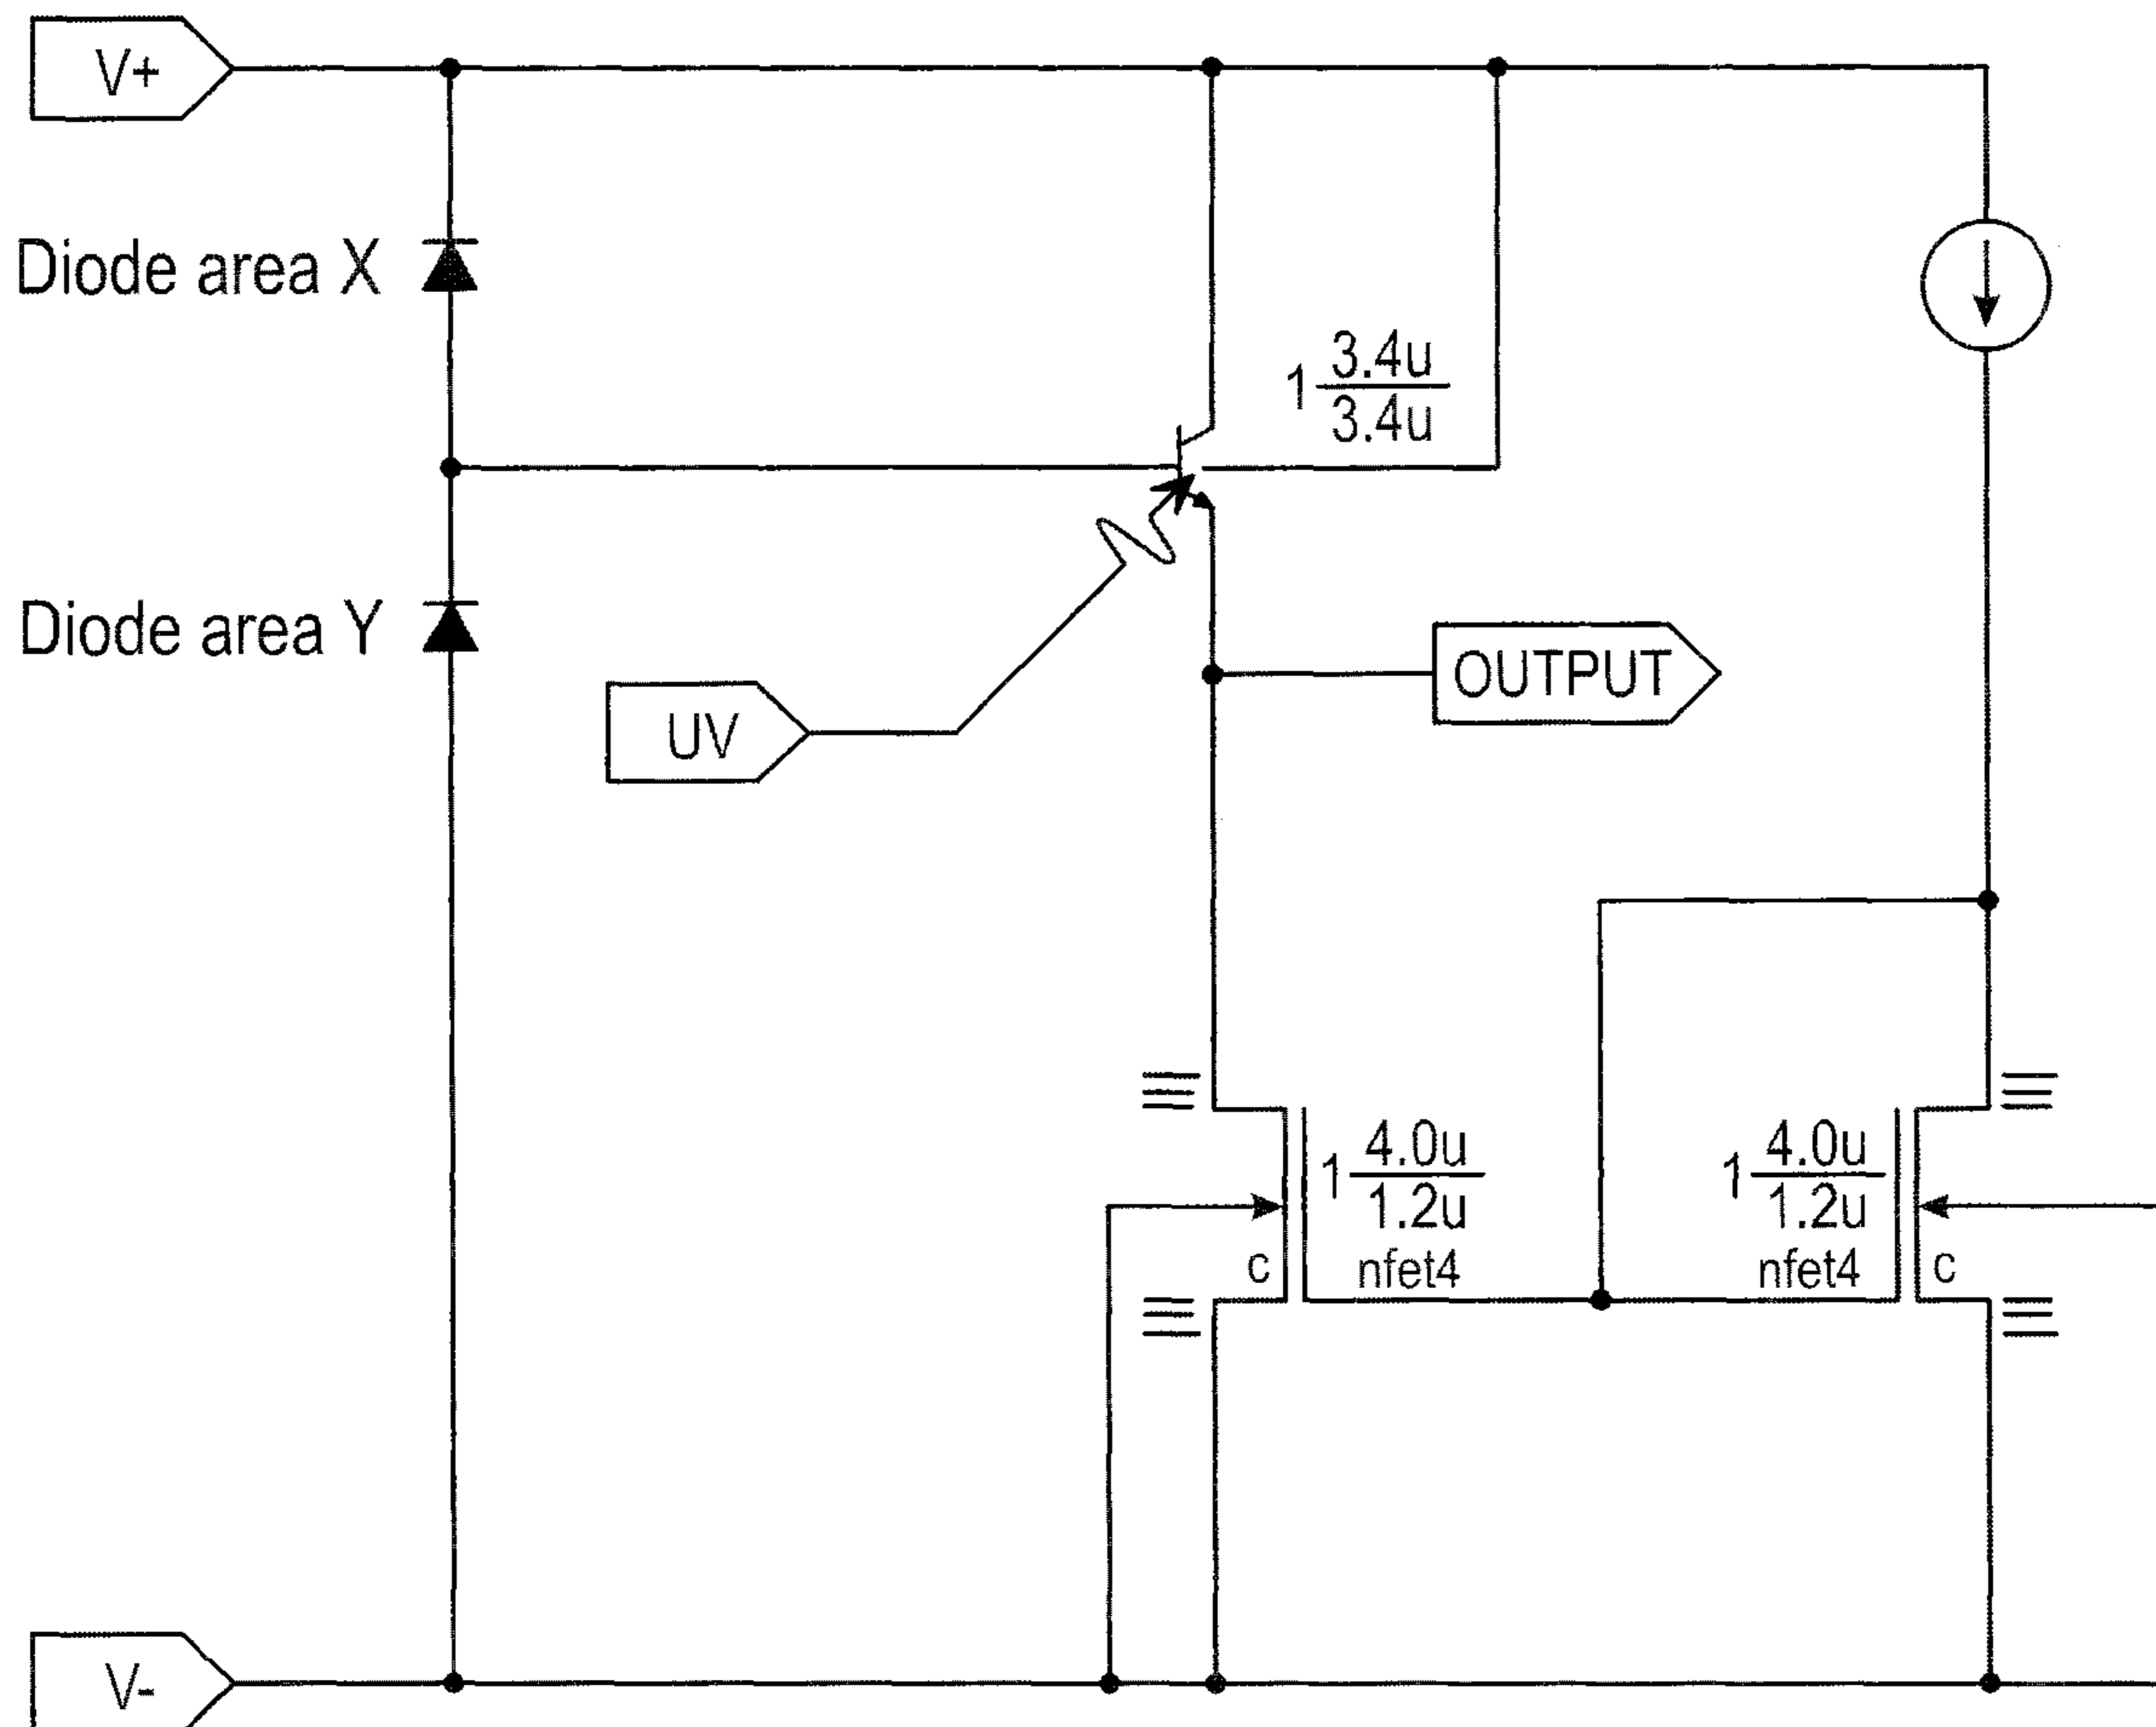 V+
Diode area X
1 3.4u
3.4u
Diode area Y
OUTPUT
UV
1 4.0u
1.2u
c
nfet4
1 4.0u
1.2u
nfet4
c
V-